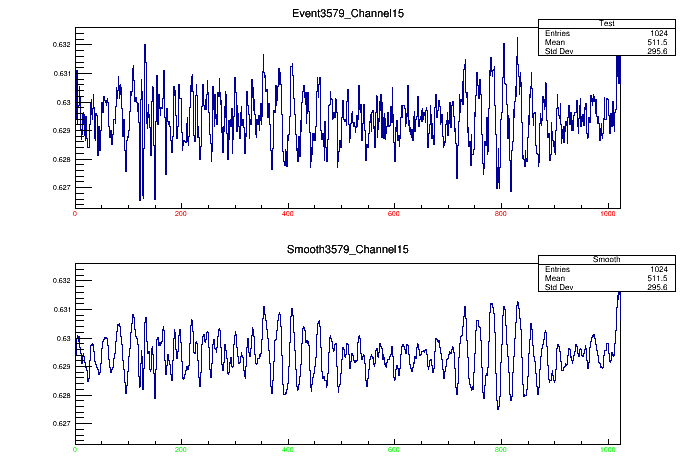 Event3579_Channel15
Test
Entries 1024
Mean 511.5
Std Dev 295.6
0.632
0.631
0.63
0.629
0.628
0.627
0 200 400 600 800 1000
Smooth3579_Channel15
Smooth
Entries 1024
Mean 511.5
Std Dev 295.6
0.632
0.631
0.63
0.629
0.628
0.627
0 200 400 600 800 1000